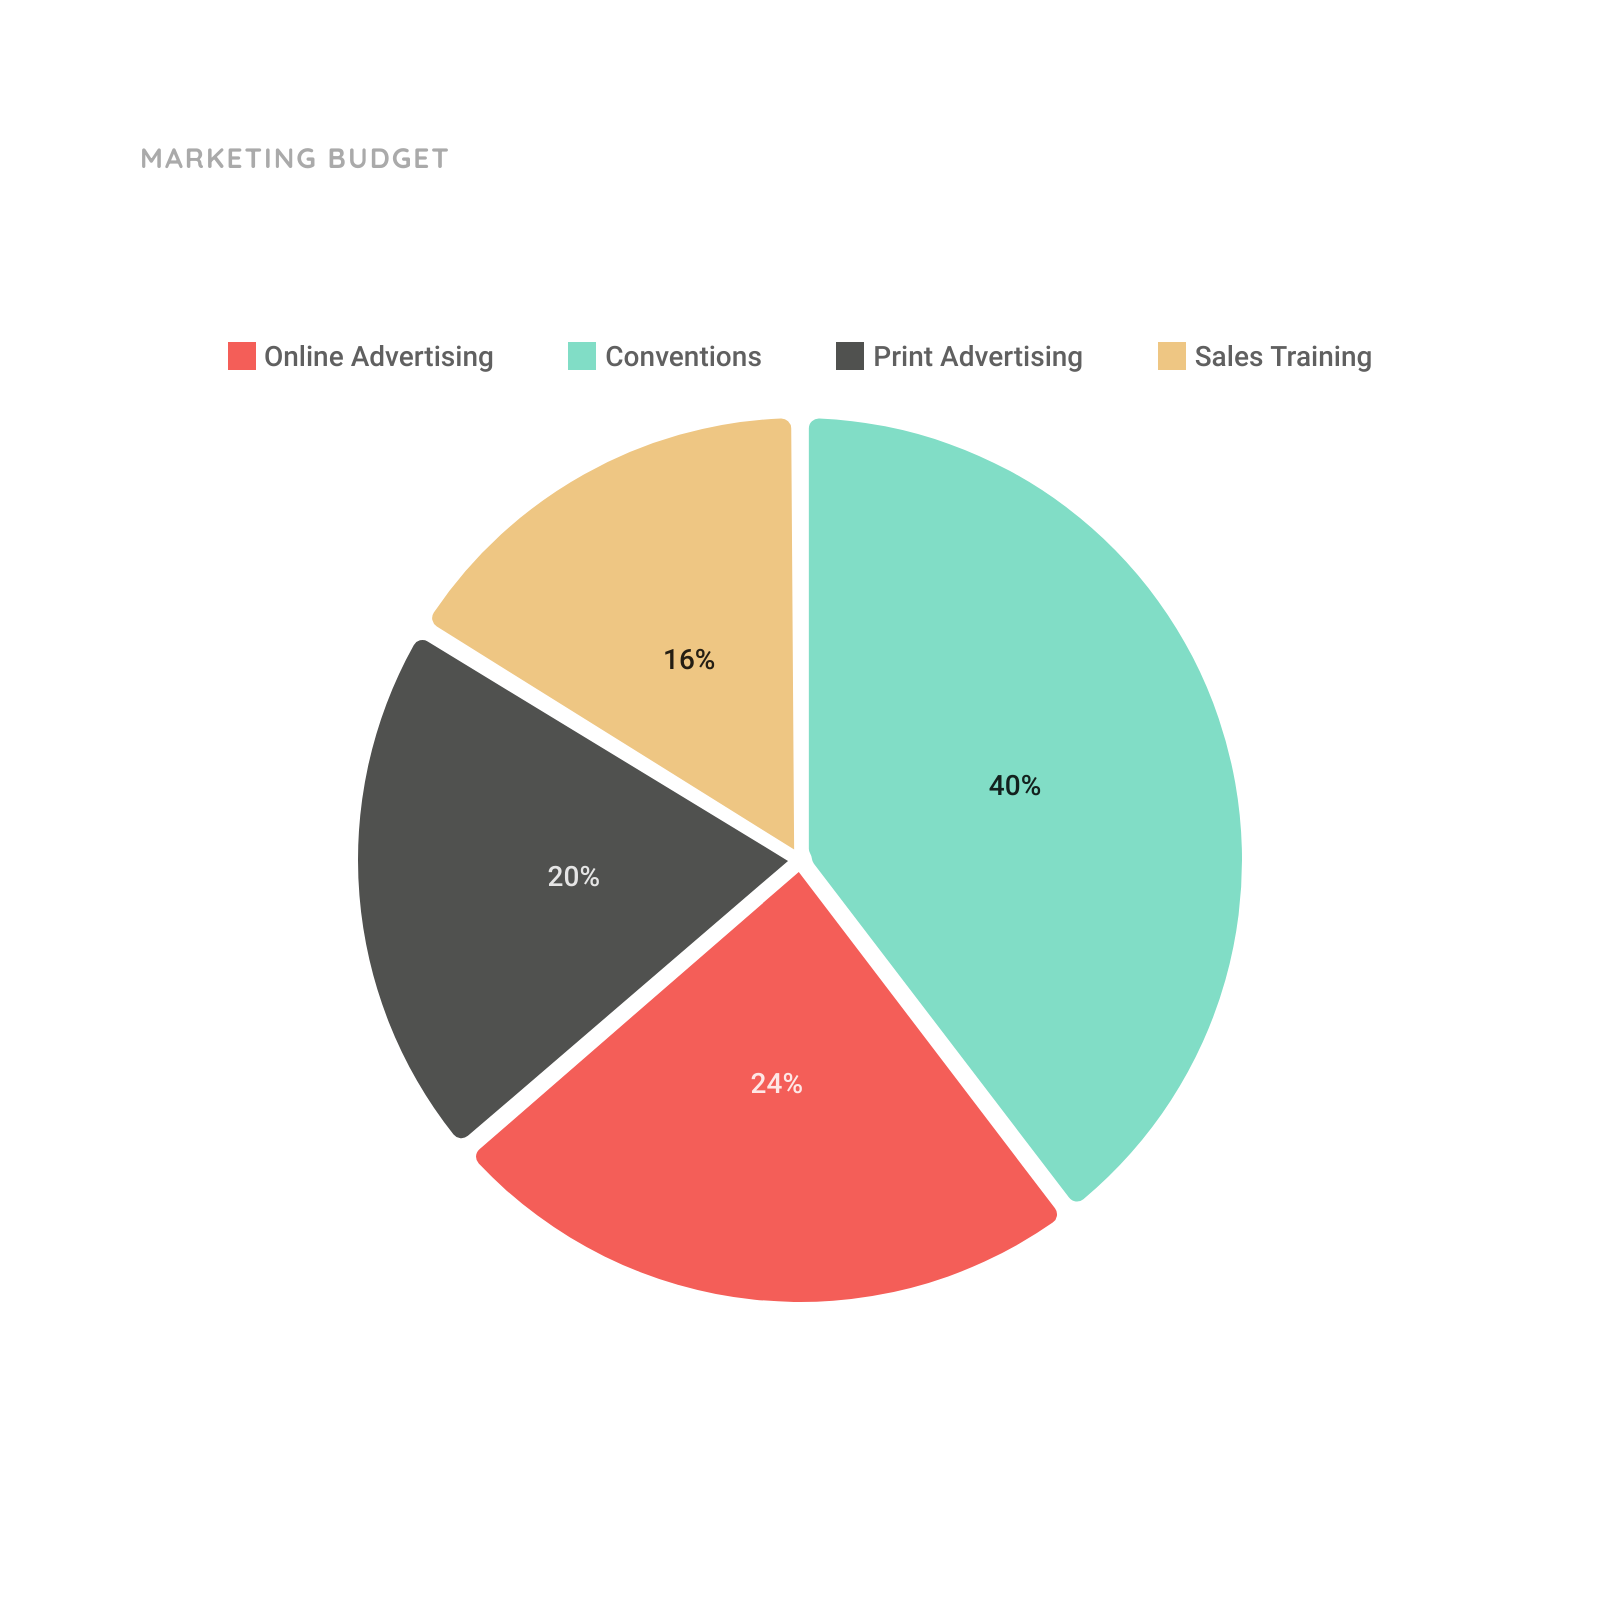 MARKETING BUDGET
Online Advertising Conventions Print Advertising Sales Training
16%
40%
20%
24%